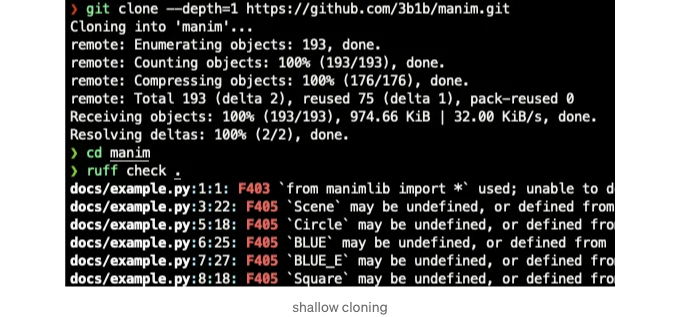 ❯ git clone --depth=1 https://github.com/3b1b/manim.git
Cloning into 'manim'...
remote: Enumerating objects: 193, done.
remote: Counting objects: 100% (193/193), done.
remote: Compressing objects: 100% (176/176), done.
remote: Total 193 (delta 2), reused 75 (delta 1), pack-reused 0
Receiving objects: 100% (193/193), 974.66 KiB | 32.00 KiB/s, done.
Resolving deltas: 100% (2/2), done.
❯ cd manim
❯ ruff check .
docs/example.py:1:1: F403 `from manimlib import *` used; unable to d
docs/example.py:3:22: F405 `Scene` may be undefined, or defined from
docs/example.py:5:18: F405 `Circle` may be undefined, or defined fro
docs/example.py:6:25: F405 `BLUE` may be undefined, or defined from
docs/example.py:7:27: F405 `BLUE_E` may be undefined, or defined fro
docs/example.py:8:18: F405 `Square` may be undefined, or defined fro
shallow cloning